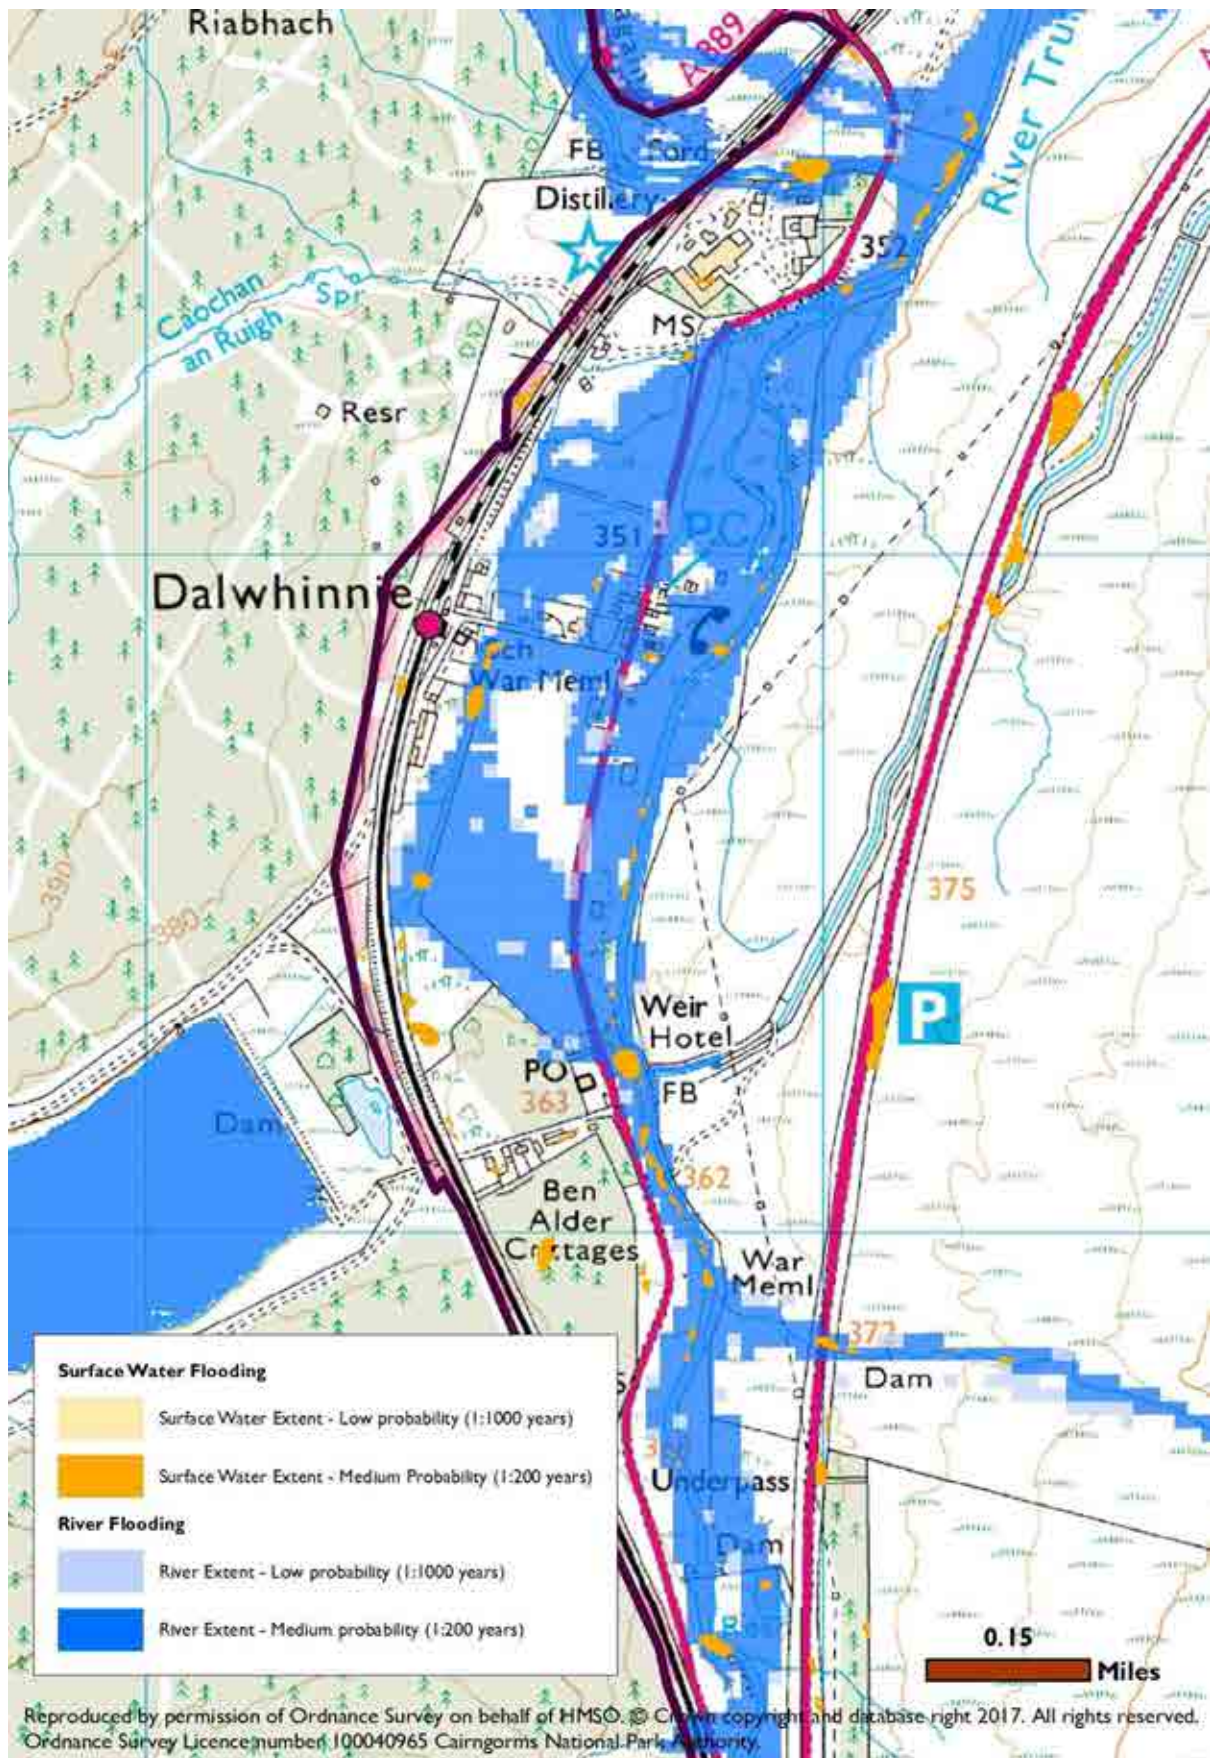 Riabhach
A889
River Tru
FB
Ford
Distillery
352
Caochan
an Ruigh
Spr
MS
Resr
351
P.C
Dalwhinnie
War Meml
390
380
375
Weir
Hotel
P
PO
363
FB
Dam
362
Ben
Alder
Cottages
War
Meml
372
Dam
Underpass
Dam
Surface Water Flooding
Surface Water Extent - Low probability (1:1000 years)
Surface Water Extent - Medium Probability (1:200 years)
River Flooding
River Extent - Low probability (1:1000 years)
River Extent - Medium probability (1:200 years)
0.15
Miles
Reproduced by permission of Ordnance Survey on behalf of HMSO. © Crown copyright and database right 2017. All rights reserved.
Ordnance Survey Licence number 100040965 Cairngorms National Park Authority.